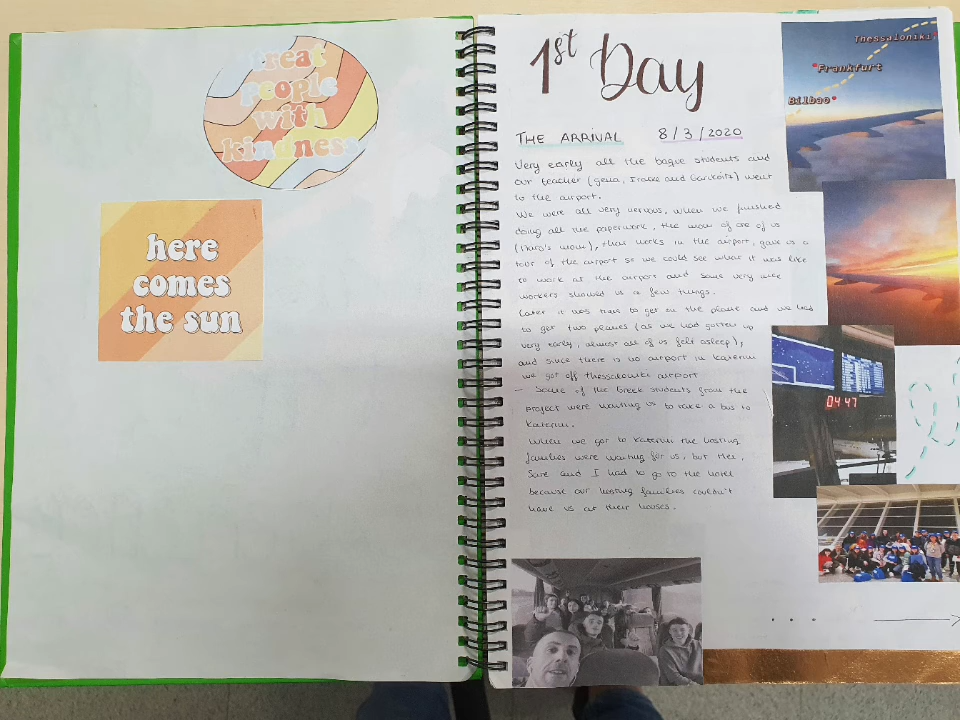 treat
people
with
kindness
here
comes
the sun
1st Day
THE ARRIVAL 8/3/2020
Very early all the baque students and
our teacher (gema, Iraide and Garikoitz) went
to the airport.
We were all very nervious, when we finished
doing all the paperwork, the mom of one of us
mom), that works in the airport, gave us a
tour of the airport so we could see what it was like
to work at the airport and some very nice
workers showed us a few things.
Later it was time to get on the plane and we had
to get two planes (as we had gotten up
very early, almost all of us felt asleep),
and since there is no airport in Katerini
we got off thessaloniki airport
- Some of the Greek students from the
project were waiting us to take a bus to
Katerini.
When we got to Katerini the hosting
families were waiting for us, but
and I had to go to the hotel
because our hosting families couldn't
have us at their houses.
Thessaloniki
Frankfurt
Bilbao
04 47
. . .